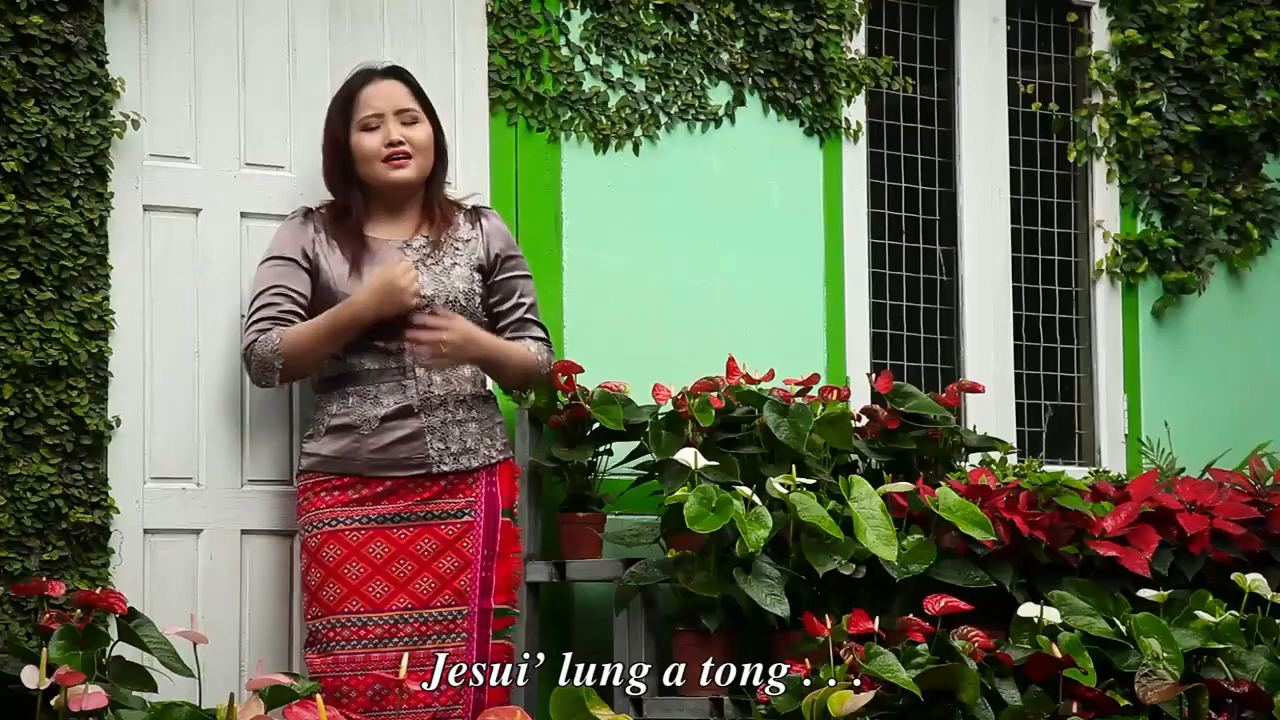 Jesui’ lung a tong . . .